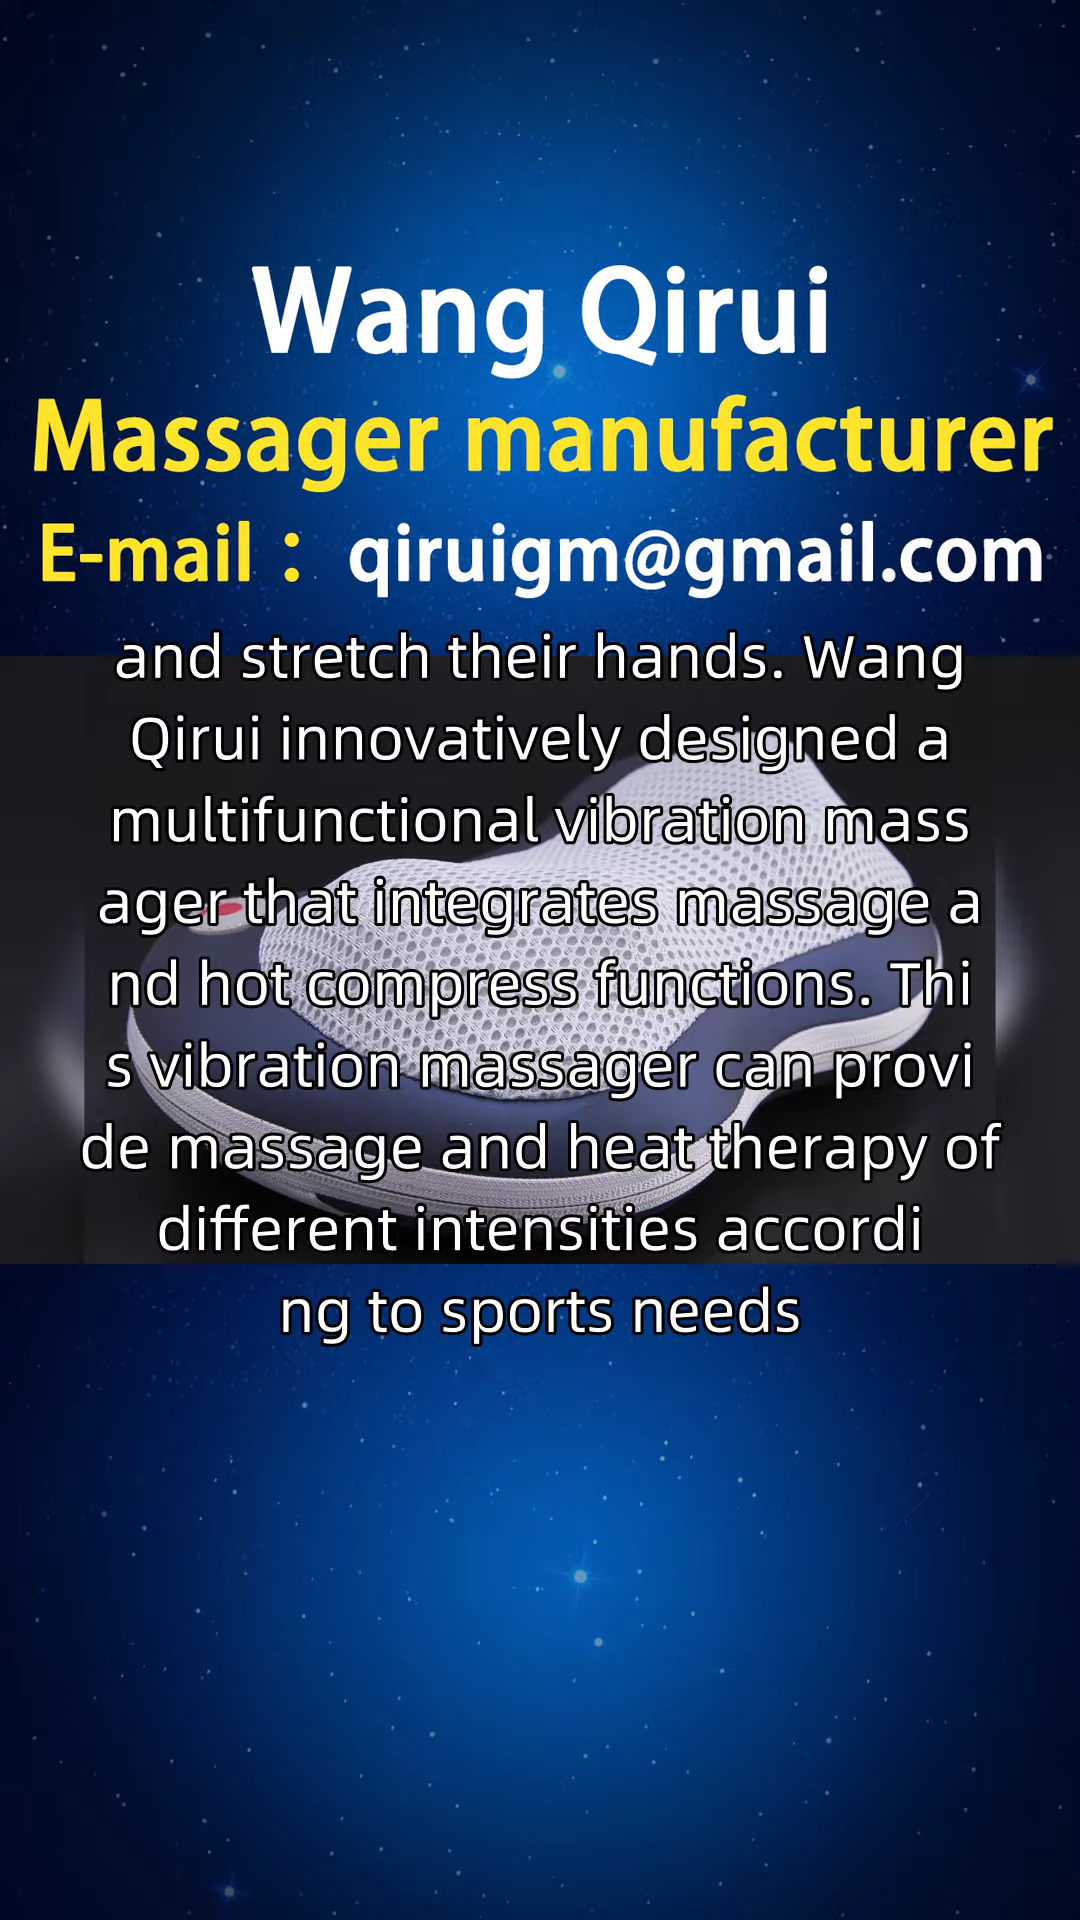 Wang Qirui
Massager manufacturer
E-mail： qiruigm@gmail.com
and stretch their hands. Wang
Qirui innovatively designed a
multifunctional vibration mass
ager that integrates massage a
nd hot compress functions. Thi
s vibration massager can provi
de massage and heat therapy of
different intensities accordi
ng to sports needs